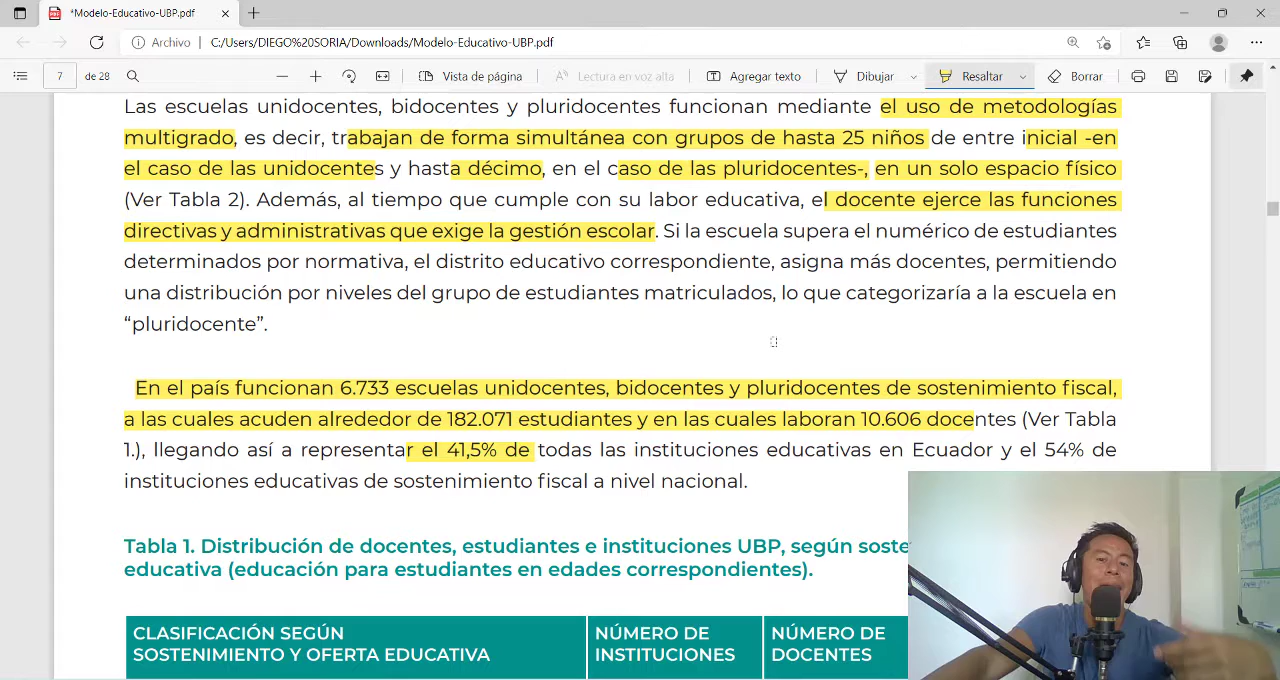 *Modelo-Educativo-UBP.pdf
Archivo
C:/Users/DIEGO%20SORIA/Downloads/Modelo-Educativo-UBP.pdf
7
de 28
Vista de página
Lectura en voz alta
Agregar texto
Dibujar
Resaltar
Borrar
Las escuelas unidocentes, bidocentes y pluridocentes funcionan mediante el uso de metodologías
multigrado, es decir, trabajan de forma simultánea con grupos de hasta 25 niños de entre inicial -en
el caso de las unidocentes y hasta décimo, en el caso de las pluridocentes-, en un solo espacio físico
(Ver Tabla 2). Además, al tiempo que cumple con su labor educativa, el docente ejerce las funciones
directivas y administrativas que exige la gestión escolar. Si la escuela supera el numérico de estudiantes
determinados por normativa, el distrito educativo correspondiente, asigna más docentes, permitiendo
una distribución por niveles del grupo de estudiantes matriculados, lo que categorizaría a la escuela en
“pluridocente”.
En el país funcionan 6.733 escuelas unidocentes, bidocentes y pluridocentes de sostenimiento fiscal,
a las cuales acuden alrededor de 182.071 estudiantes y en las cuales laboran 10.606 docentes (Ver Tabla
1.), llegando así a representar el 41,5% de todas las instituciones educativas en Ecuador y el 54% de
instituciones educativas de sostenimiento fiscal a nivel nacional.
Tabla 1. Distribución de docentes, estudiantes e instituciones UBP, según soste
educativa (educación para estudiantes en edades correspondientes).
CLASIFICACIÓN SEGÚN
SOSTENIMIENTO Y OFERTA EDUCATIVA
NÚMERO DE
INSTITUCIONES
NÚMERO DE
DOCENTES